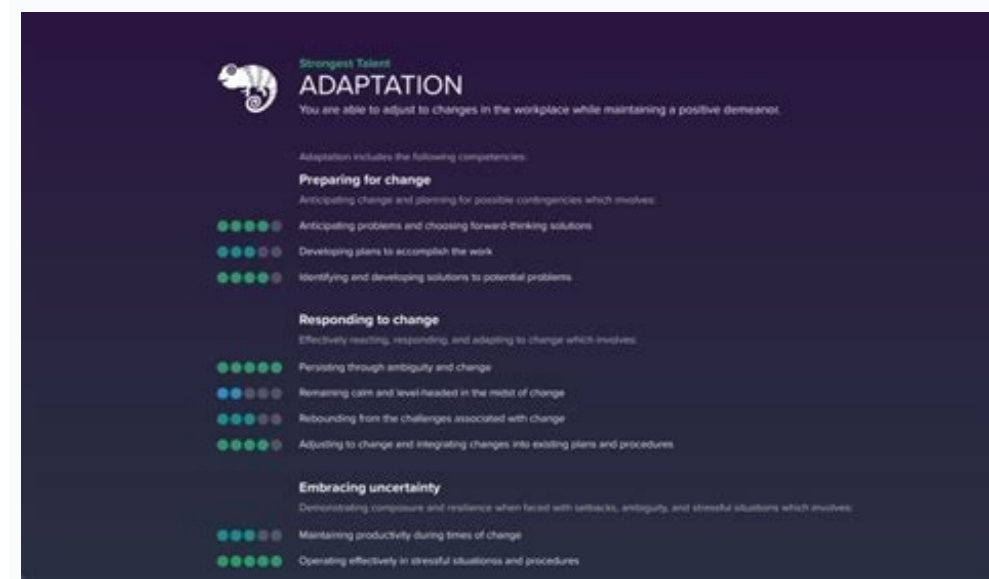 Strongest Talent
ADAPTATION
You are able to adjust to changes in the workplace while maintaining a positive demeanor.
Adaptation includes the following competencies:
Preparing for change
Anticipating change and planning for possible contingencies which involves:
Anticipating problems and choosing forward-thinking solutions
Developing plans to accomplish the work
Identifying and developing solutions to potential problems
Responding to change
Effectively reacting, responding, and adapting to change which involves:
Persisting through ambiguity and change
Remaining calm and level-headed in the midst of change
Rebounding from the challenges associated with change
Adjusting to change and integrating changes into existing plans and procedures
Embracing uncertainty
Demonstrating composure and resilience when faced with setbacks, ambiguity, and stressful situations which involves:
Maintaining productivity during times of change
Operating effectively in stressful situationss and procedures